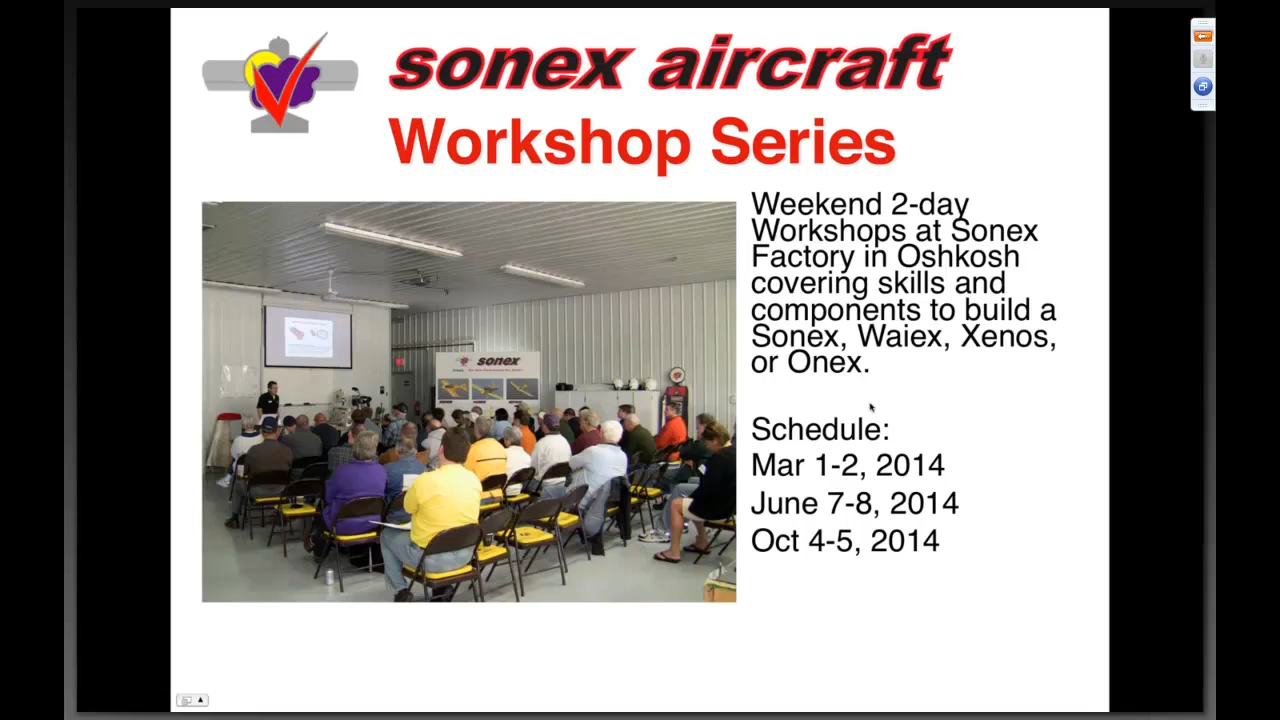 sonex aircraft
Workshop Series
Weekend 2-day
Workshops at Sonex
Factory in Oshkosh
covering skills and
components to build a
Sonex, Waiex, Xenos,
or Onex.
Schedule:
Mar 1-2, 2014
June 7-8, 2014
Oct 4-5, 2014
sonex